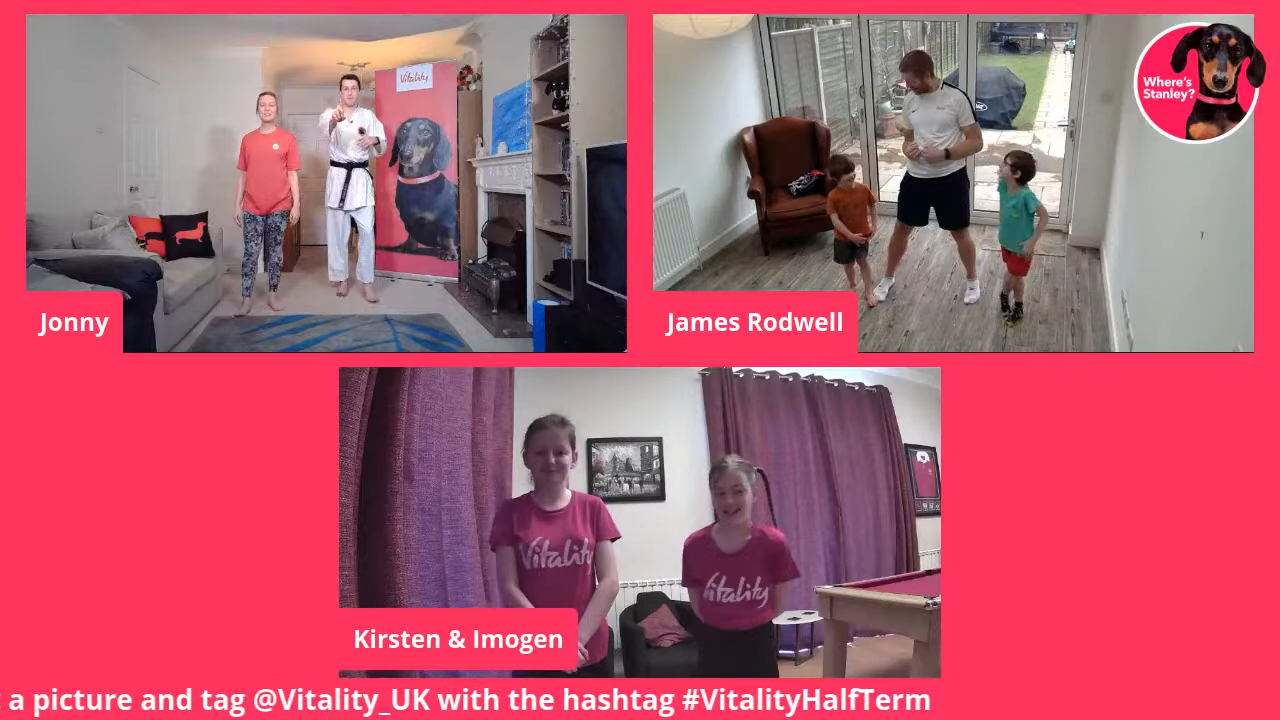 Vitality
Where's
Stanley?
Jonny
James Rodwell
Vitality
Vitality
Kirsten & Imogen
a picture and tag @Vitality_UK with the hashtag #VitalityHalfTerm